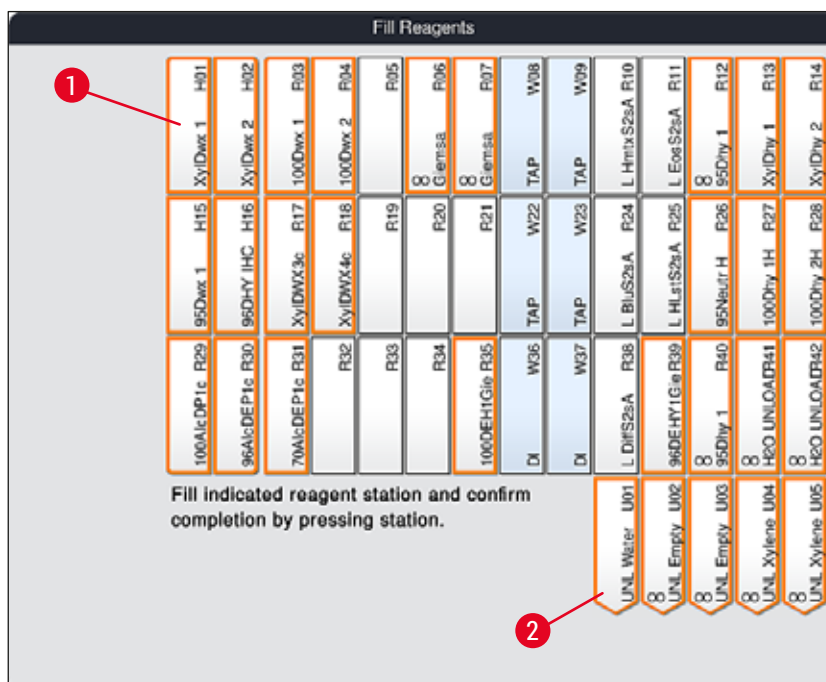 Fill Reagents
1
XylDwx 1 H01
XylDwx 2 H02
100Dwx 1 R03
100Dwx 2 R04
R05
∞ Giemsa R06
∞ Giemsa R07
TAP W08
TAP W09
L HmtxS2sA R10
L EosS2sA R11
∞ 95Dhy 1 R12
XylDhy 1 R13
XylDhy 2 R14
95Dwx 1 H15
96DHY IHC H16
XylDWX3c R17
XylDWX4c R18
R19
R20
R21
TAP W22
TAP W23
L BluS2sA R24
L HLstS2sA R25
95Neutr H R26
100Dhy 1H R27
100Dhy 2H R28
100AlcDP1c R29
96AlcDEP1c R30
70AlcDEP1c R31
R32
R33
R34
100DEH1Gie R35
DI W36
DI W37
L DiffS2sA R38
96DEHY1Gie R39
∞ 95Dhy 1 R40
∞ H2O UNLOADR41
∞ H2O UNLOADR42
Fill indicated reagent station and confirm
completion by pressing station.
UNL Water U01
∞ UNL Empty U02
∞ UNL Empty U03
∞ UNL Xylene U04
∞ UNL Xylene U05
2